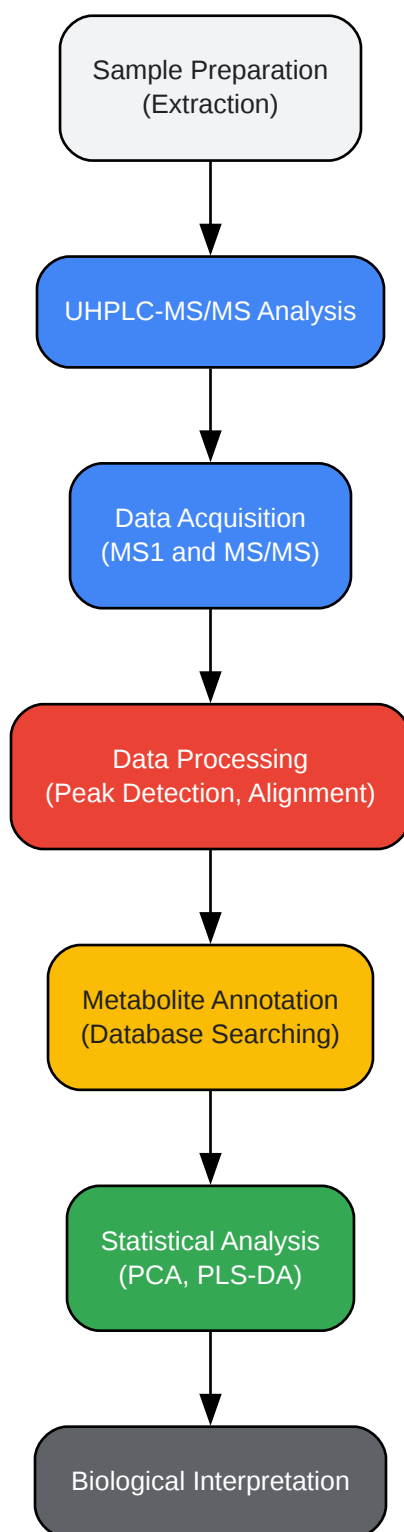 Sample Preparation
(Extraction)
UHPLC-MS/MS Analysis
Data Acquisition
(MS1 and MS/MS)
Data Processing
(Peak Detection, Alignment)
Metabolite Annotation
(Database Searching)
Statistical Analysis
(PCA, PLS-DA)
Biological Interpretation